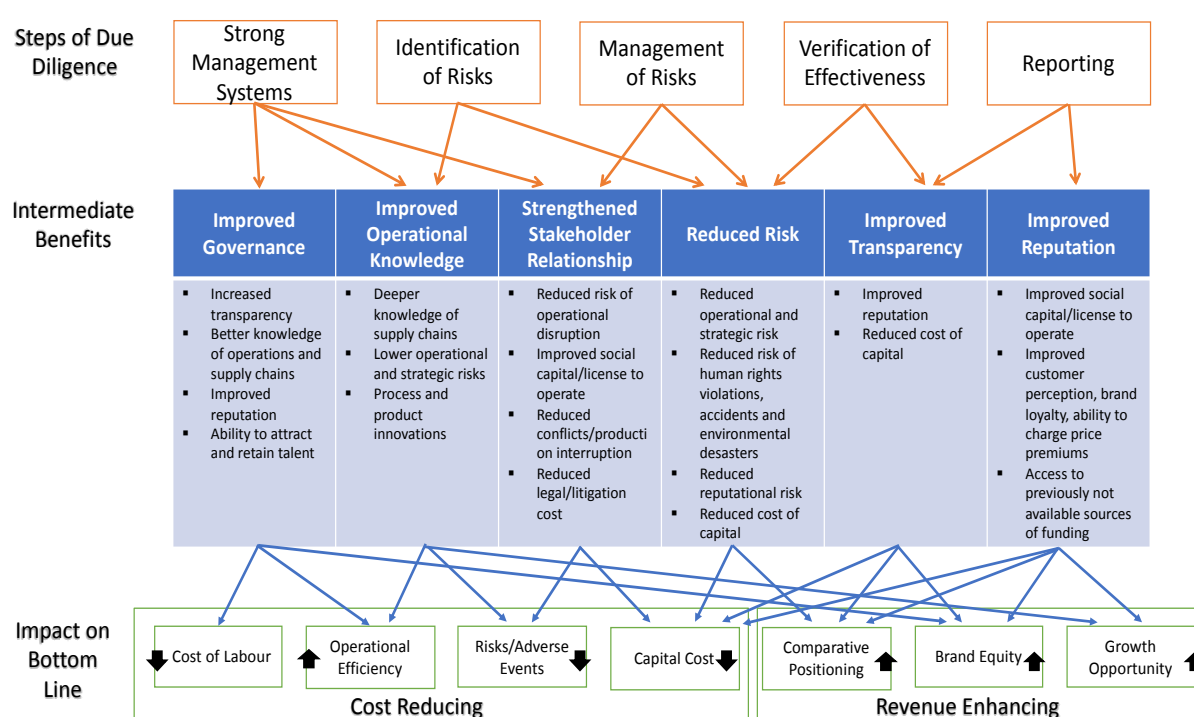 Steps of Due
Diligence
Strong
Management
Systems
Identification
of Risks
Management
of Risks
Verification of
Effectiveness
Reporting
Intermediate
Benefits
Improved
Governance
Improved
Operational
Knowledge
Strengthened
Stakeholder
Relationship
Reduced Risk
Improved
Transparency
Improved
Reputation
▪ Increased
transparency
▪ Better knowledge
of operations and
supply chains
▪ Improved
reputation
▪ Ability to attract
and retain talent
▪ Deeper
knowledge of
supply chains
▪ Lower operational
and strategic risks
▪ Process and
product
innovations
▪ Reduced risk of
operational
disruption
▪ Improved social
capital/license to
operate
▪ Reduced
conflicts/producti
on interruption
▪ Reduced
legal/litigation
cost
▪ Reduced
operational and
strategic risk
▪ Reduced risk of
human rights
violations,
accidents and
environmental
desasters
▪ Reduced
reputational risk
▪ Reduced cost of
capital
▪ Improved
reputation
▪ Reduced cost of
capital
▪ Improved social
capital/license to
operate
▪ Improved
customer
perception, brand
loyalty, ability to
charge price
premiums
▪ Access to
previously not
available sources
of funding
Impact on
Bottom
Line
Cost of Labour
Operational
Efficiency
Risks/Adverse
Events
Capital Cost
Comparative
Positioning
Brand Equity
Growth
Opportunity
Cost Reducing
Revenue Enhancing